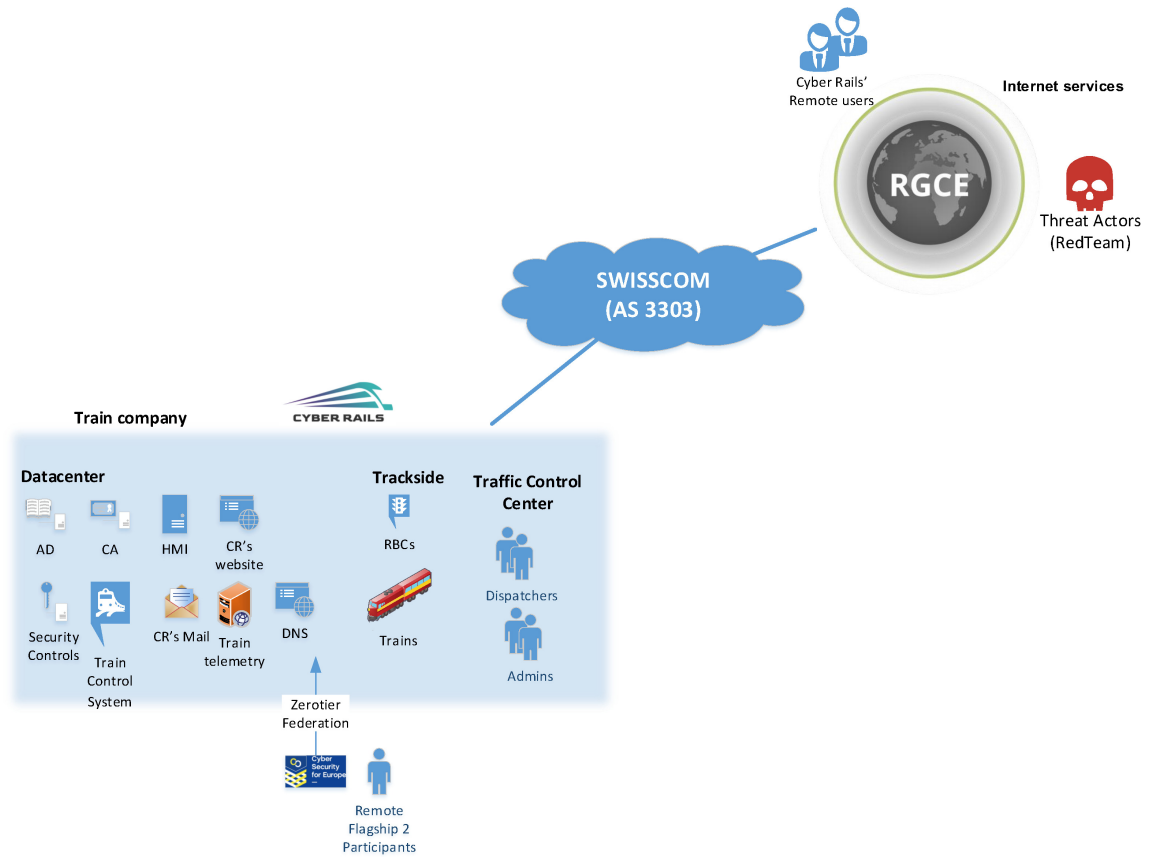 Cyber Rails’
Remote users
Internet services
RGCE
Threat Actors
(RedTeam)
SWISSCOM
(AS 3303)
Train company
CYBER RAILS
Datacenter
AD
CA
HMI
CR’s
website
Security
Controls
Train
Control
System
CR’s Mail
Train
telemetry
DNS
Trackside
RBCs
Trains
Traffic Control
Center
Dispatchers
Admins
Zerotier
Federation
Cyber
Security
for Europe
Remote
Flagship 2
Participants